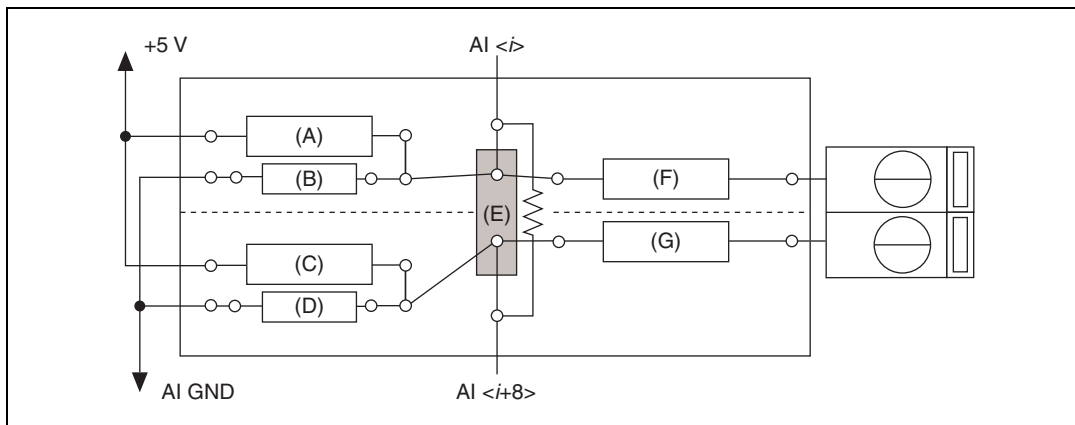 +5 V
AI <i>
(A)
(B)
(F)
(E)
(G)
(C)
(D)
AI GND
AI <i+8>